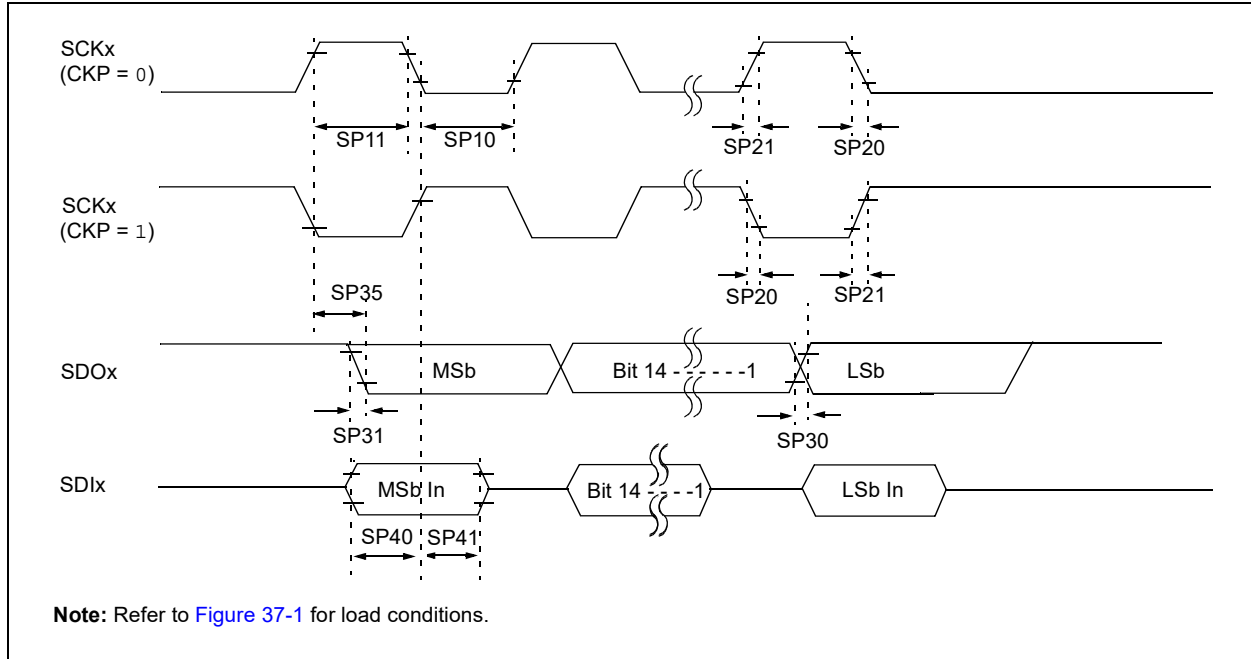 SCKx
(CKP = 0)
SP11
SP10
SP21
SP20
SCKx
(CKP = 1)
SP35
SP20
SP21
SDOx
MSb
Bit 14 - - - - - -1
LSb
SP31
SP30
SDIx
MSb In
Bit 14 - - - - -1
LSb In
SP40
SP41
Note: Refer to Figure 37-1 for load conditions.